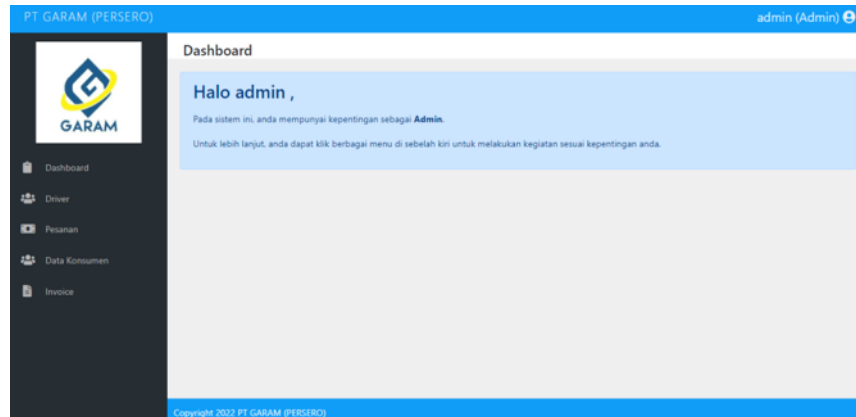 PT GARAM (PERSERO)
admin (Admin)
GARAM
Dashboard
Driver
Pesanan
Data Konsumen
Invoice
Dashboard
Halo admin ,
Pada sistem ini, anda mempunyai kepentingan sebagai Admin.
Untuk lebih lanjut, anda dapat klik berbagai menu di sebelah kiri untuk melakukan kegiatan sesuai kepentingan anda.
Copyright 2022 PT GARAM (PERSERO)